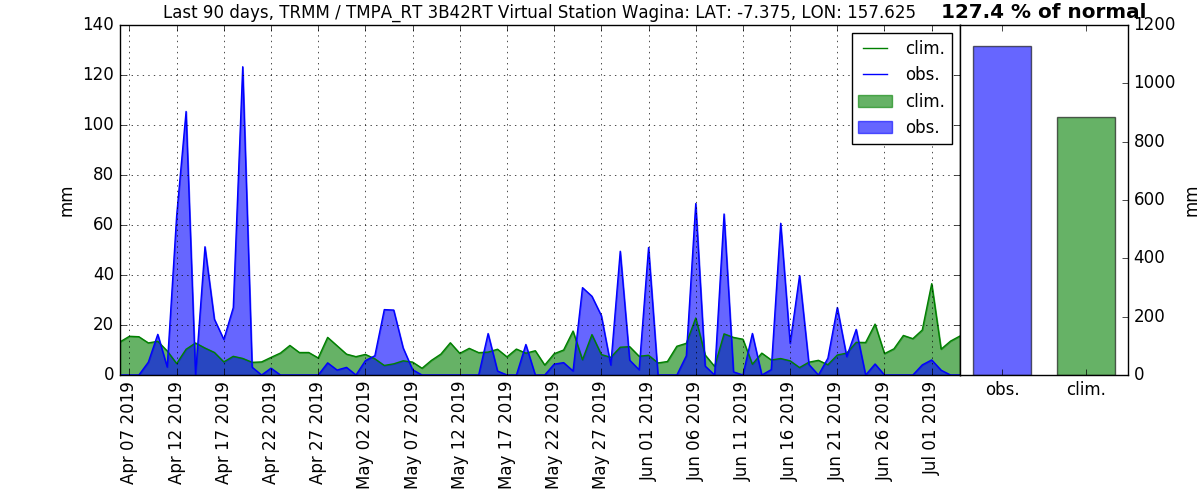 Last 90 days, TRMM / TMPA_RT 3B42RT Virtual Station Wagina: LAT: -7.375, LON: 157.625
127.4 % of normal
140
120
100
80
60
40
20
0
mm
clim.
obs.
clim.
obs.
Apr 07 2019
Apr 12 2019
Apr 17 2019
Apr 22 2019
Apr 27 2019
May 02 2019
May 07 2019
May 12 2019
May 17 2019
May 22 2019
May 27 2019
Jun 01 2019
Jun 06 2019
Jun 11 2019
Jun 16 2019
Jun 21 2019
Jun 26 2019
Jul 01 2019
1200
1000
800
600
400
200
0
mm
obs.
clim.